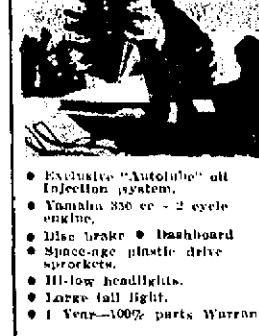 ● Exclusive "Autolube" oil
Injection system.
● Yamaha 350 cc - 2 cycle
engine.
● Disc brake ● Dashboard
● Space-age plastic drive
sprockets.
● Hi-low headlights.
● Large tail light.
● 1 Year—100% parts Warran